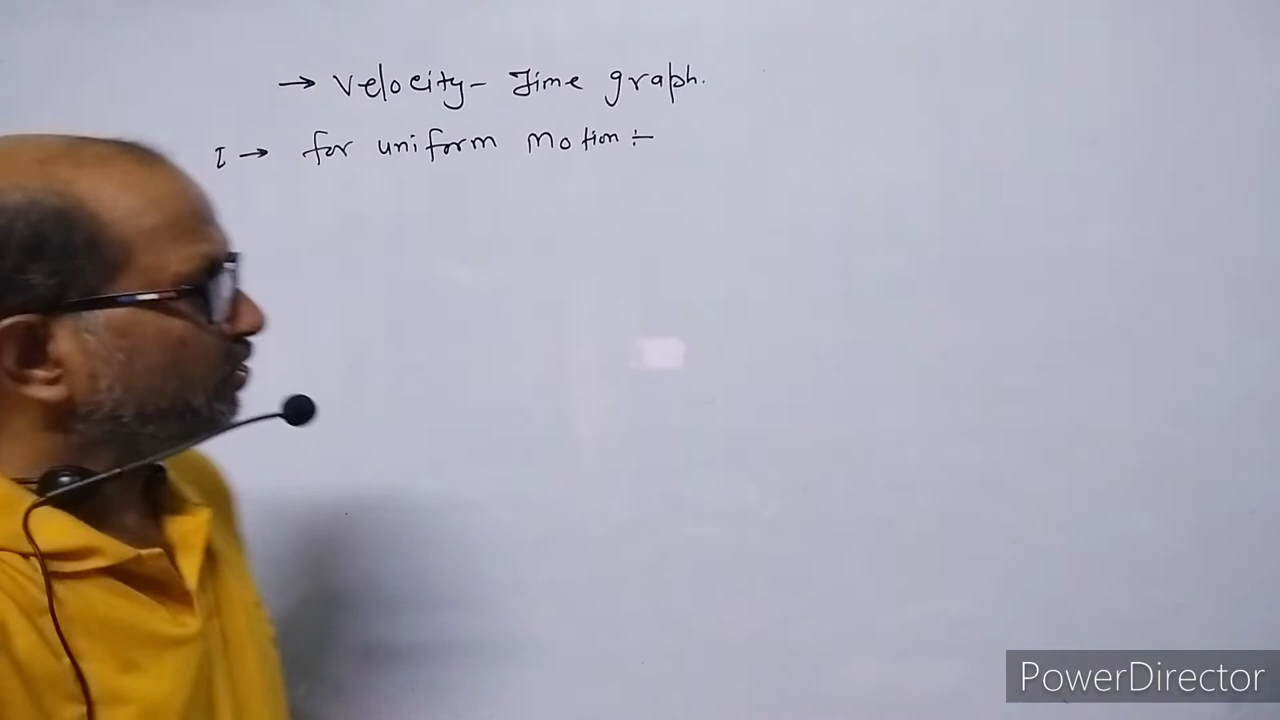 → Velocity- Time graph.
I → for uniform Motion :-
PowerDirector